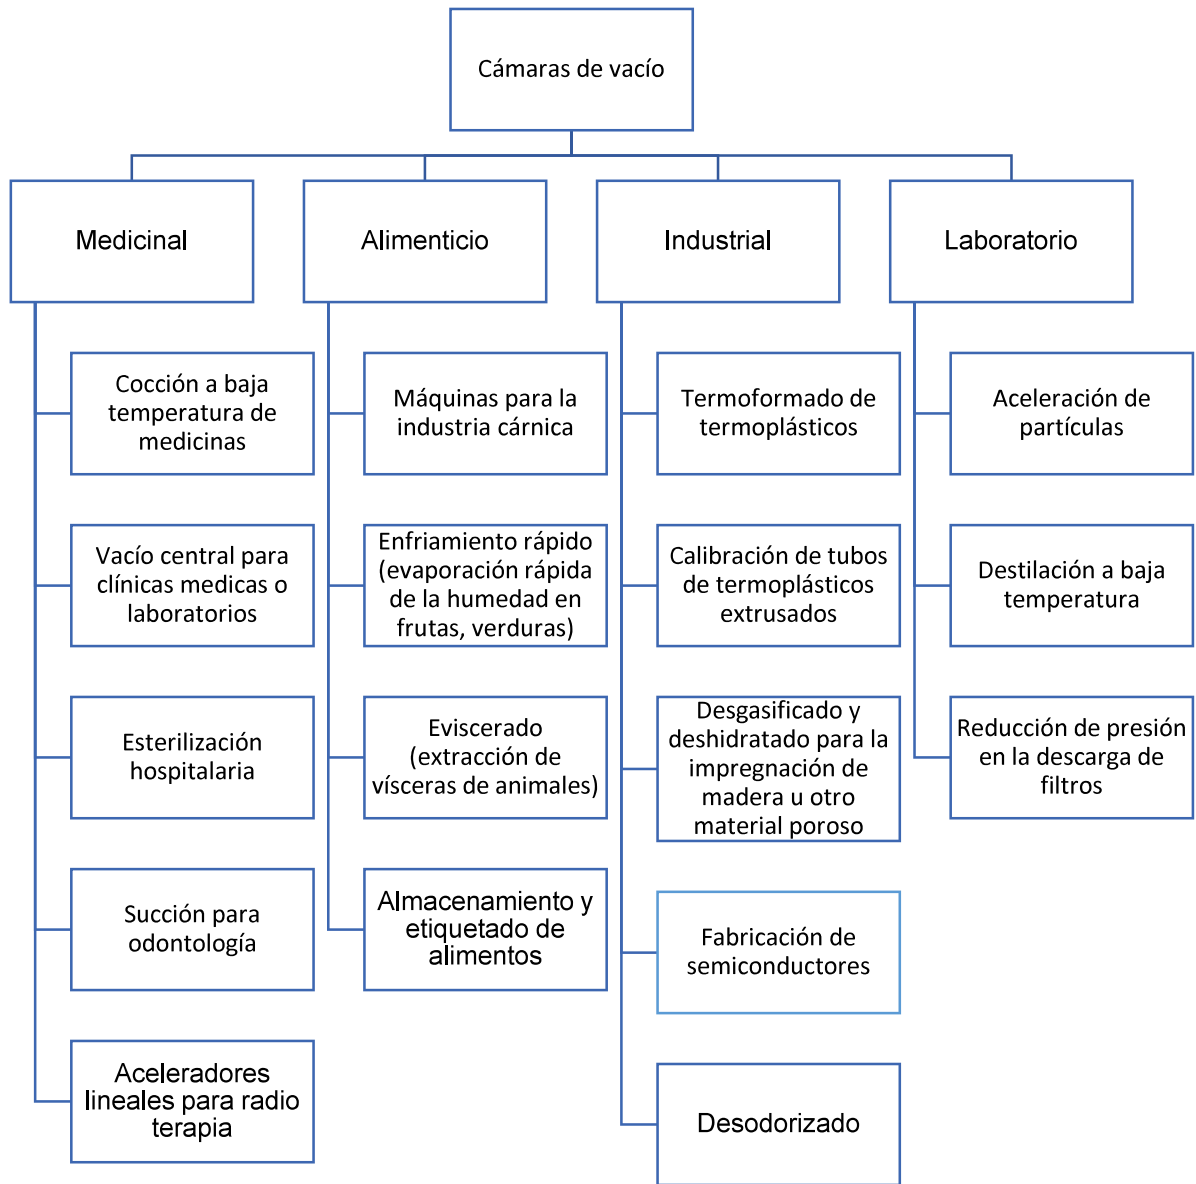 Cámaras de vacío
Medicinal
Alimenticio
Industrial
Laboratorio
Cocción a baja
temperatura de
medicinas
Máquinas para la
industria cárnica
Termoformado de
termoplásticos
Aceleración de
partículas
Vacío central para
clínicas medicas o
laboratorios
Enfriamiento rápido
(evaporación rápida
de la humedad en
frutas, verduras)
Calibración de tubos
de termoplásticos
extrusados
Destilación a baja
temperatura
Esterilización
hospitalaria
Eviscerado
(extracción de
vísceras de animales)
Desgasificado y
deshidratado para la
impregnación de
madera u otro
material poroso
Reducción de presión
en la descarga de
filtros
Succión para
odontología
Almacenamiento y
etiquetado de
alimentos
Fabricación de
semiconductores
Aceleradores
lineales para radio
terapia
Desodorizado